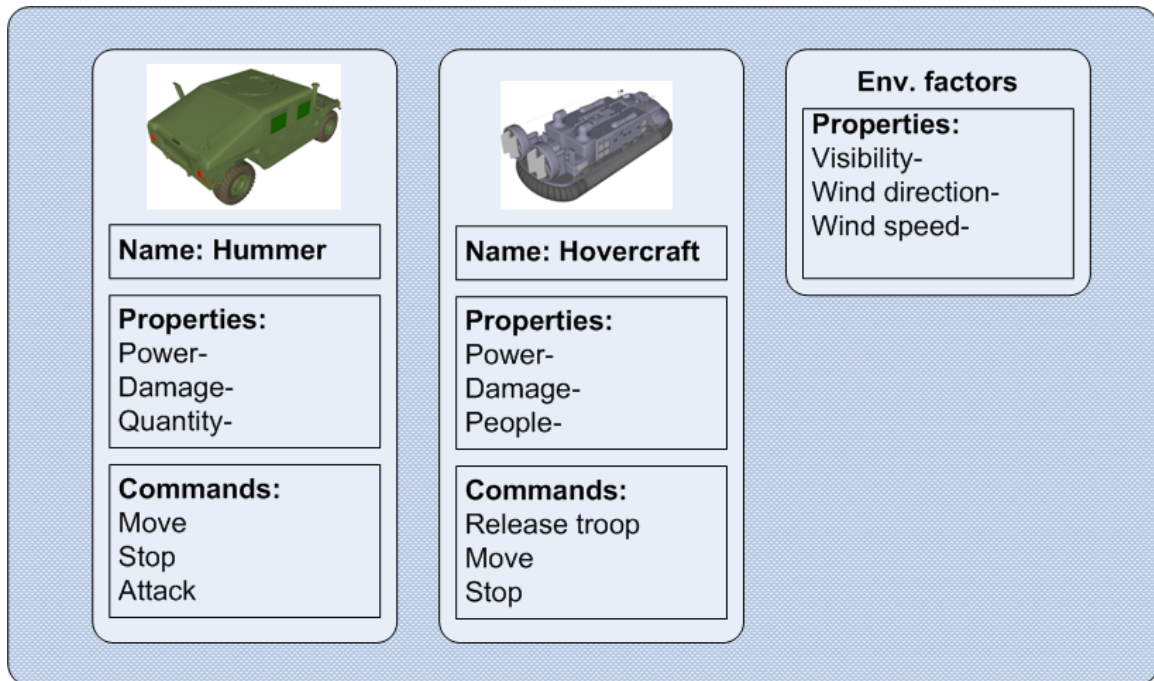 Name: Hummer
Properties:
Power-
Damage-
Quantity-
Commands:
Move
Stop
Attack
Name: Hovercraft
Properties:
Power-
Damage-
People-
Commands:
Release troop
Move
Stop
Env. factors
Properties:
Visibility-
Wind direction-
Wind speed-